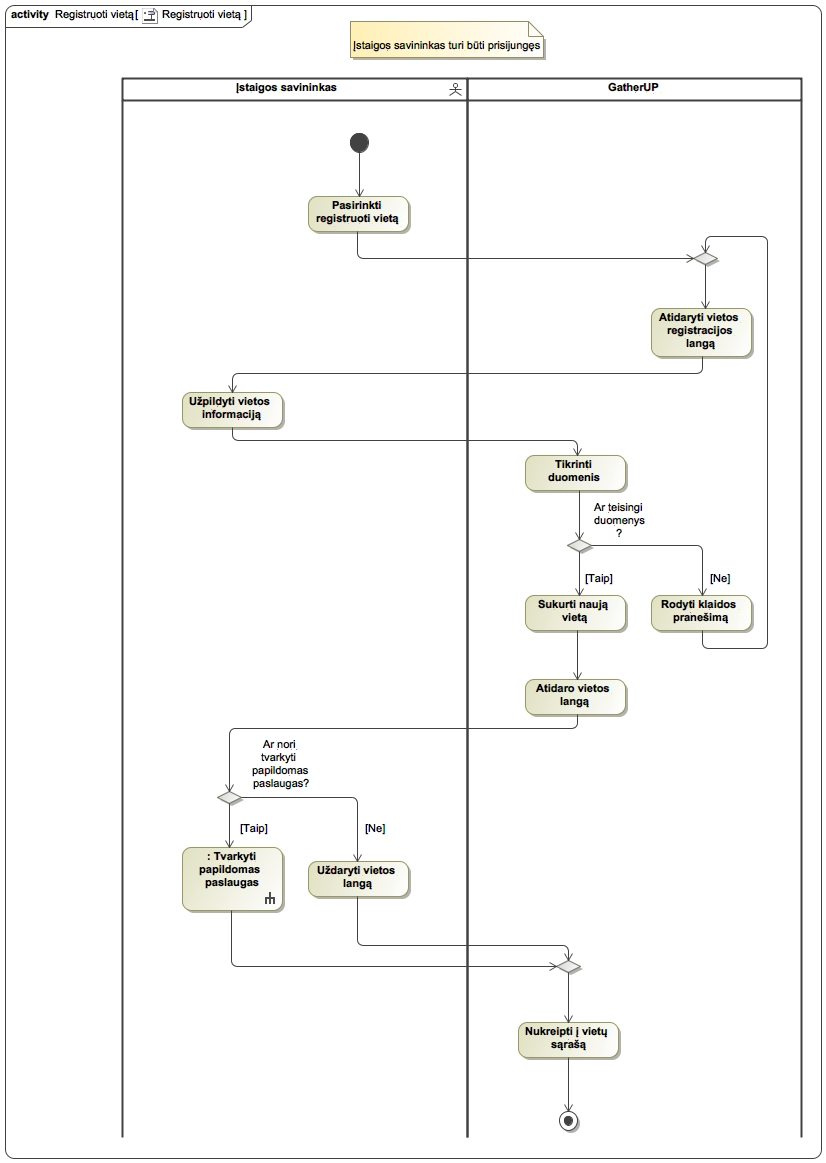 activity Registruoti vietą[ Registruoti vietą ]
Įstaigos savininkas turi būti prisijungęs
Įstaigos savininkas
GatherUP
Pasirinkti
registruoti vietą
Atidaryti vietos
registracijos
langą
Užpildyti vietos
informaciją
Tikrinti
duomenis
Ar teisingi
duomenys
?
[Taip]
[Ne]
Sukurti naują
vietą
Rodyti klaidos
pranešimą
Atidaro vietos
langą
Ar nori
tvarkyti
papildomas
paslaugas?
[Taip]
[Ne]
: Tvarkyti
papildomas
paslaugas
Uždaryti vietos
langą
Nukreipti į vietų
sąrašą